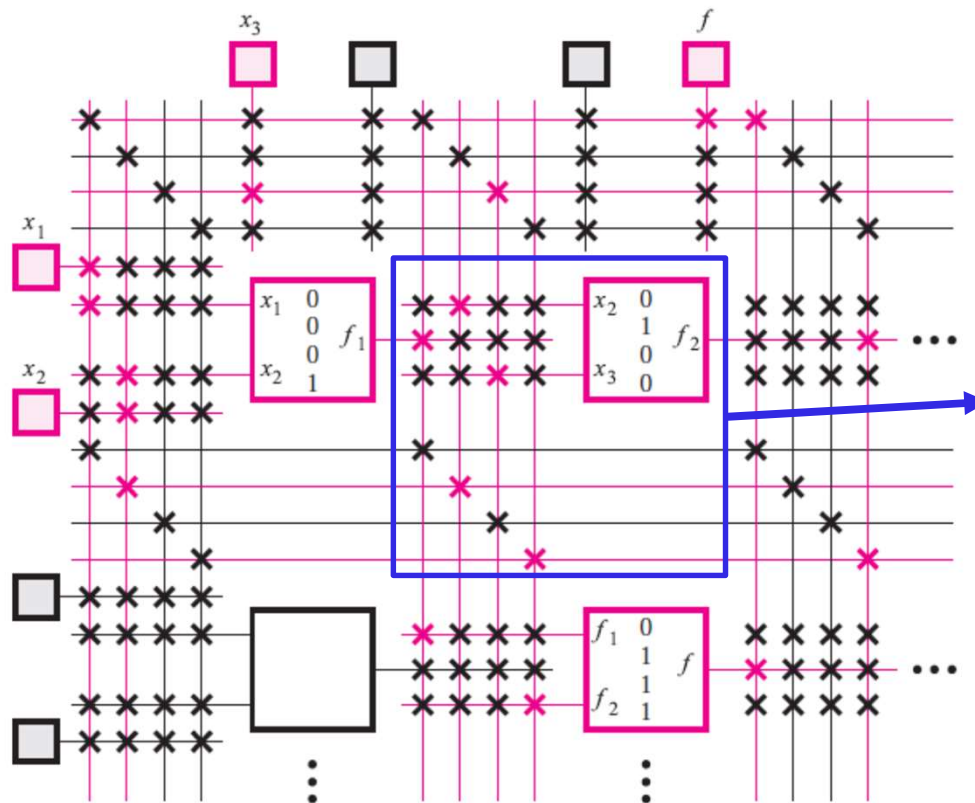 x₃ f
x₁
x₁ 0
0
0 f₁
x₂ 1
x₂ 0
1
0 f₂
x₃ 0
x₂
f₁ 0
1
1 f
f₂ 1